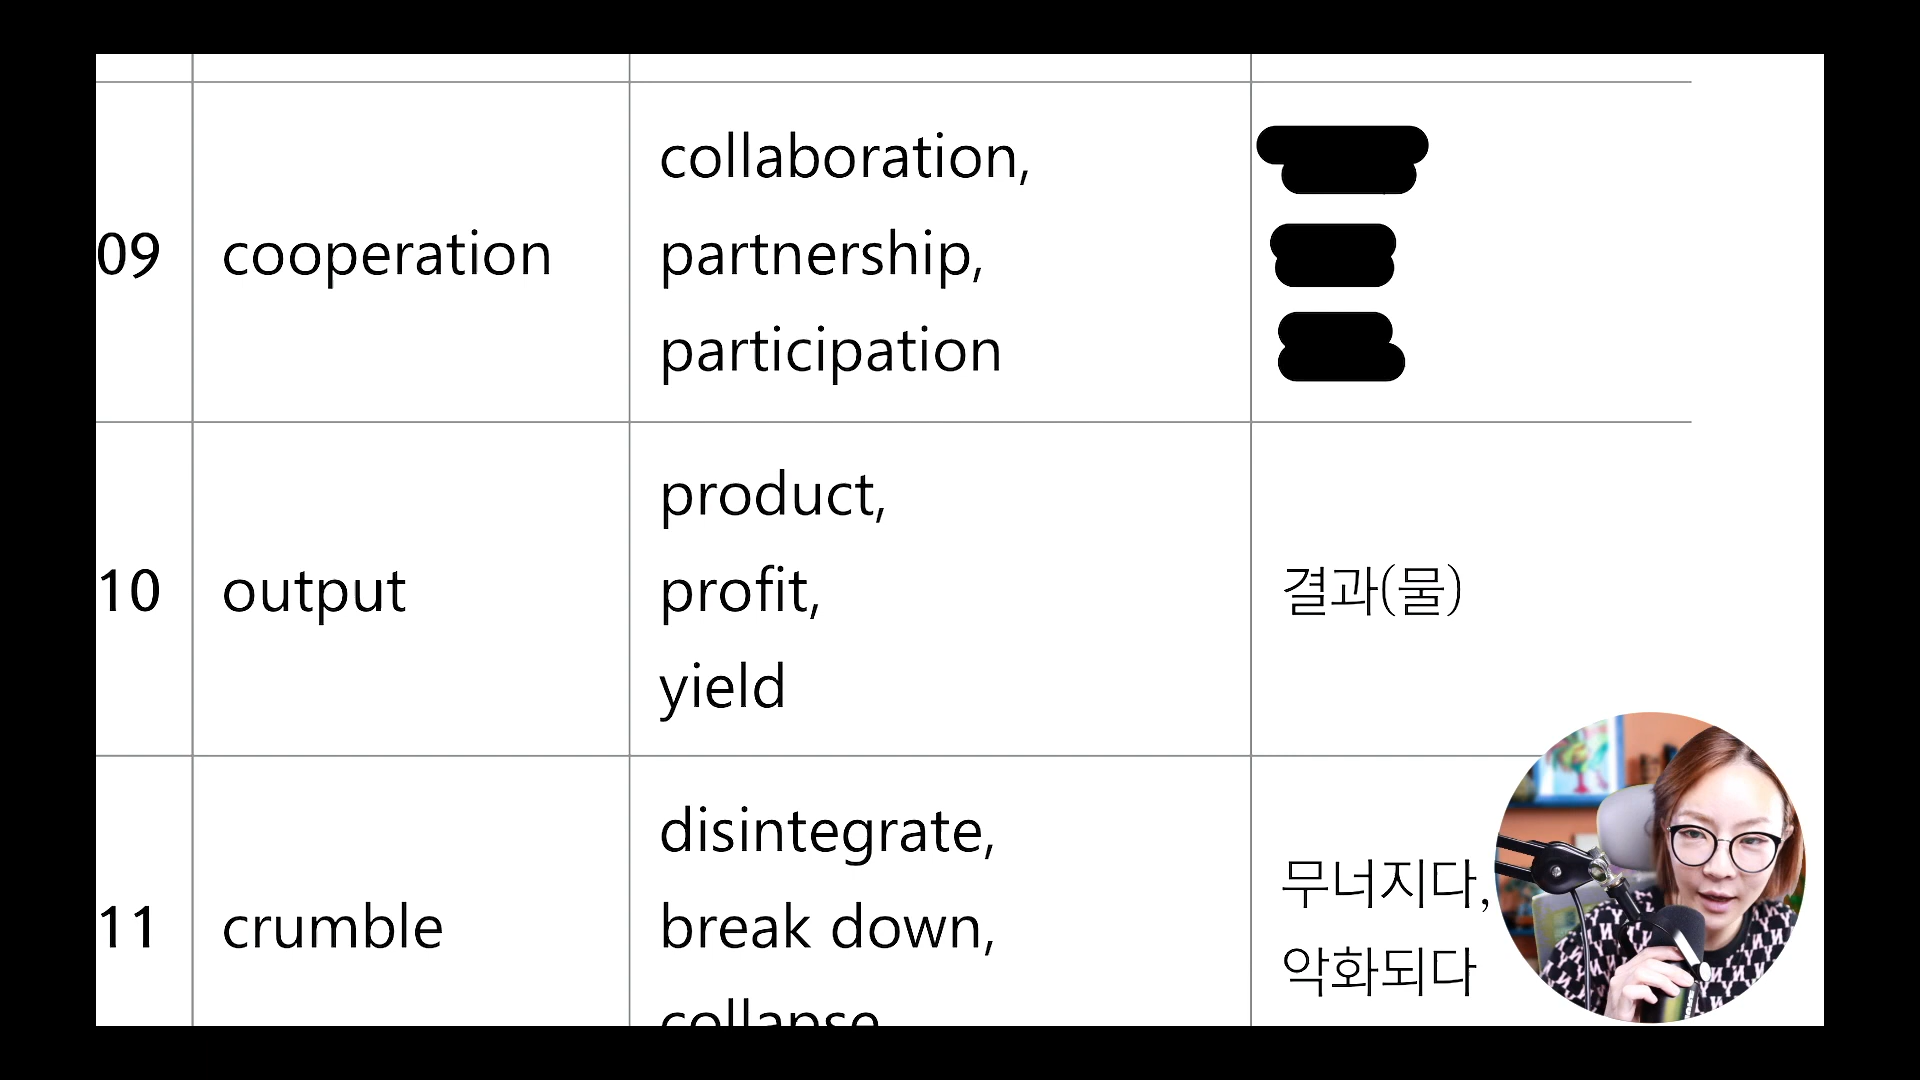 09
cooperation
collaboration,
partnership,
participation
10
output
product,
profit,
yield
결과(물)
11
crumble
disintegrate,
break down,
collapse
무너지다,
악화되다